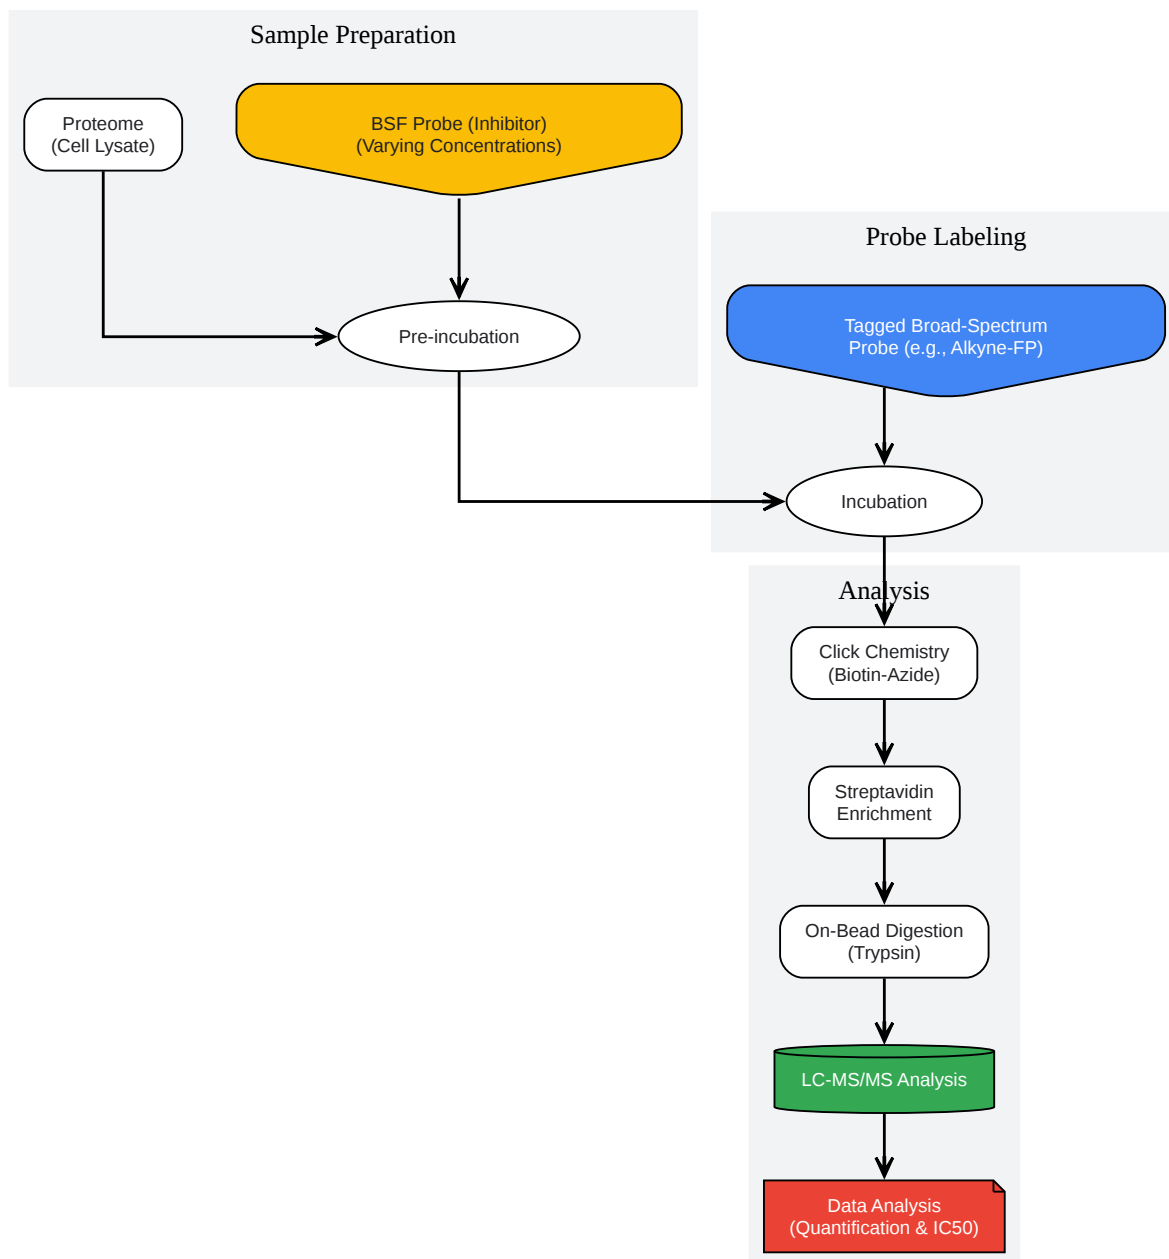 Sample Preparation
Proteome
(Cell Lysate)
BSF Probe (Inhibitor)
(Varying Concentrations)
Pre-incubation
Probe Labeling
Tagged Broad-Spectrum
Probe (e.g., Alkyne-FP)
Incubation
Analysis
Click Chemistry
(Biotin-Azide)
Streptavidin
Enrichment
On-Bead Digestion
(Trypsin)
LC-MS/MS Analysis
Data Analysis
(Quantification & IC50)